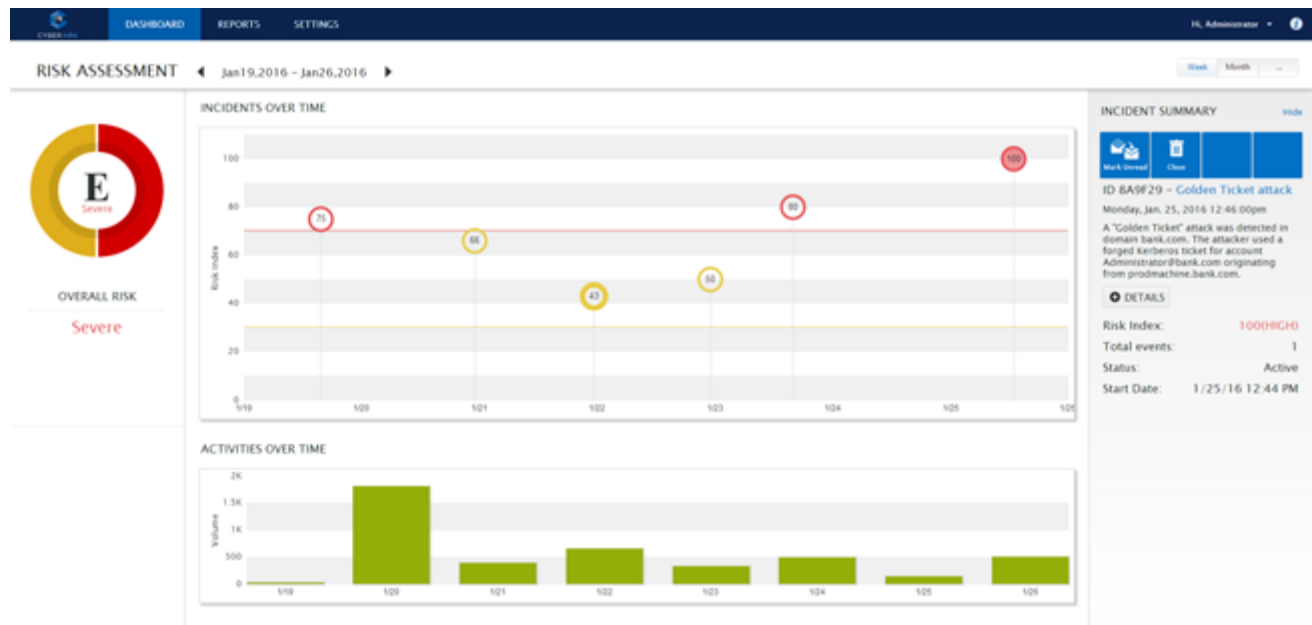 CYBERARK
DASHBOARD REPORTS SETTINGS
Hi, Administrator
RISK ASSESSMENT
Jan19,2016 - Jan26,2016
Week Month ...
E
Severe
OVERALL RISK
Severe
INCIDENTS OVER TIME
Risk Index
100
80
60
40
20
0
75
66
43
50
80
100
1/19 1/20 1/21 1/22 1/23 1/24 1/25 1/26
ACTIVITIES OVER TIME
Volume
2K
1.5K
1K
500
0
1/19 1/20 1/21 1/22 1/23 1/24 1/25 1/26
INCIDENT SUMMARY Hide
Mark Unread Close
ID 8A9F29 - Golden Ticket attack
Monday, Jan. 25, 2016 12:46:00pm
A "Golden Ticket" attack was detected in
domain bank.com. The attacker used a
forged Kerberos ticket for account
Administrator@bank.com originating
from prodmachine.bank.com.
DETAILS
Risk Index: 100(HIGH)
Total events: 1
Status: Active
Start Date: 1/25/16 12:44 PM